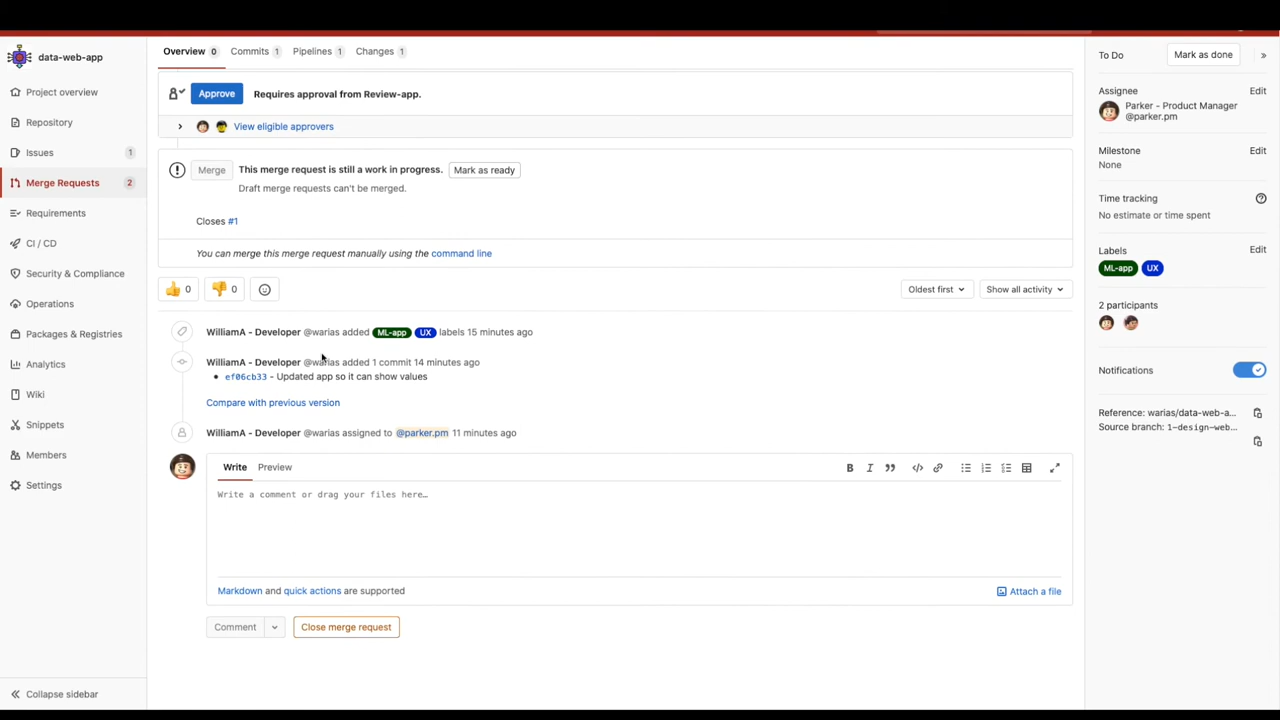 data-web-app
Project overview
Repository
Issues 1
Merge Requests 2
Requirements
CI / CD
Security & Compliance
Operations
Packages & Registries
Analytics
Wiki
Snippets
Members
Settings
Collapse sidebar
Overview 0 Commits 1 Pipelines 1 Changes 1
Approve Requires approval from Review-app.
View eligible approvers
Merge This merge request is still a work in progress. Mark as ready
Draft merge requests can't be merged.
Closes #1
You can merge this merge request manually using the command line
0 0 Oldest first Show all activity
WilliamA - Developer @warias added ML-app UX labels 15 minutes ago
WilliamA - Developer @warias added 1 commit 14 minutes ago
ef06cb33 - Updated app so it can show values
Compare with previous version
WilliamA - Developer @warias assigned to @parker.pm 11 minutes ago
Write Preview
Write a comment or drag your files here…
Markdown and quick actions are supported Attach a file
Comment Close merge request
To Do Mark as done
Assignee Edit
Parker - Product Manager
@parker.pm
Milestone Edit
None
Time tracking
No estimate or time spent
Labels Edit
ML-app UX
2 participants
Notifications
Reference: warias/data-web-a...
Source branch: 1-design-web...